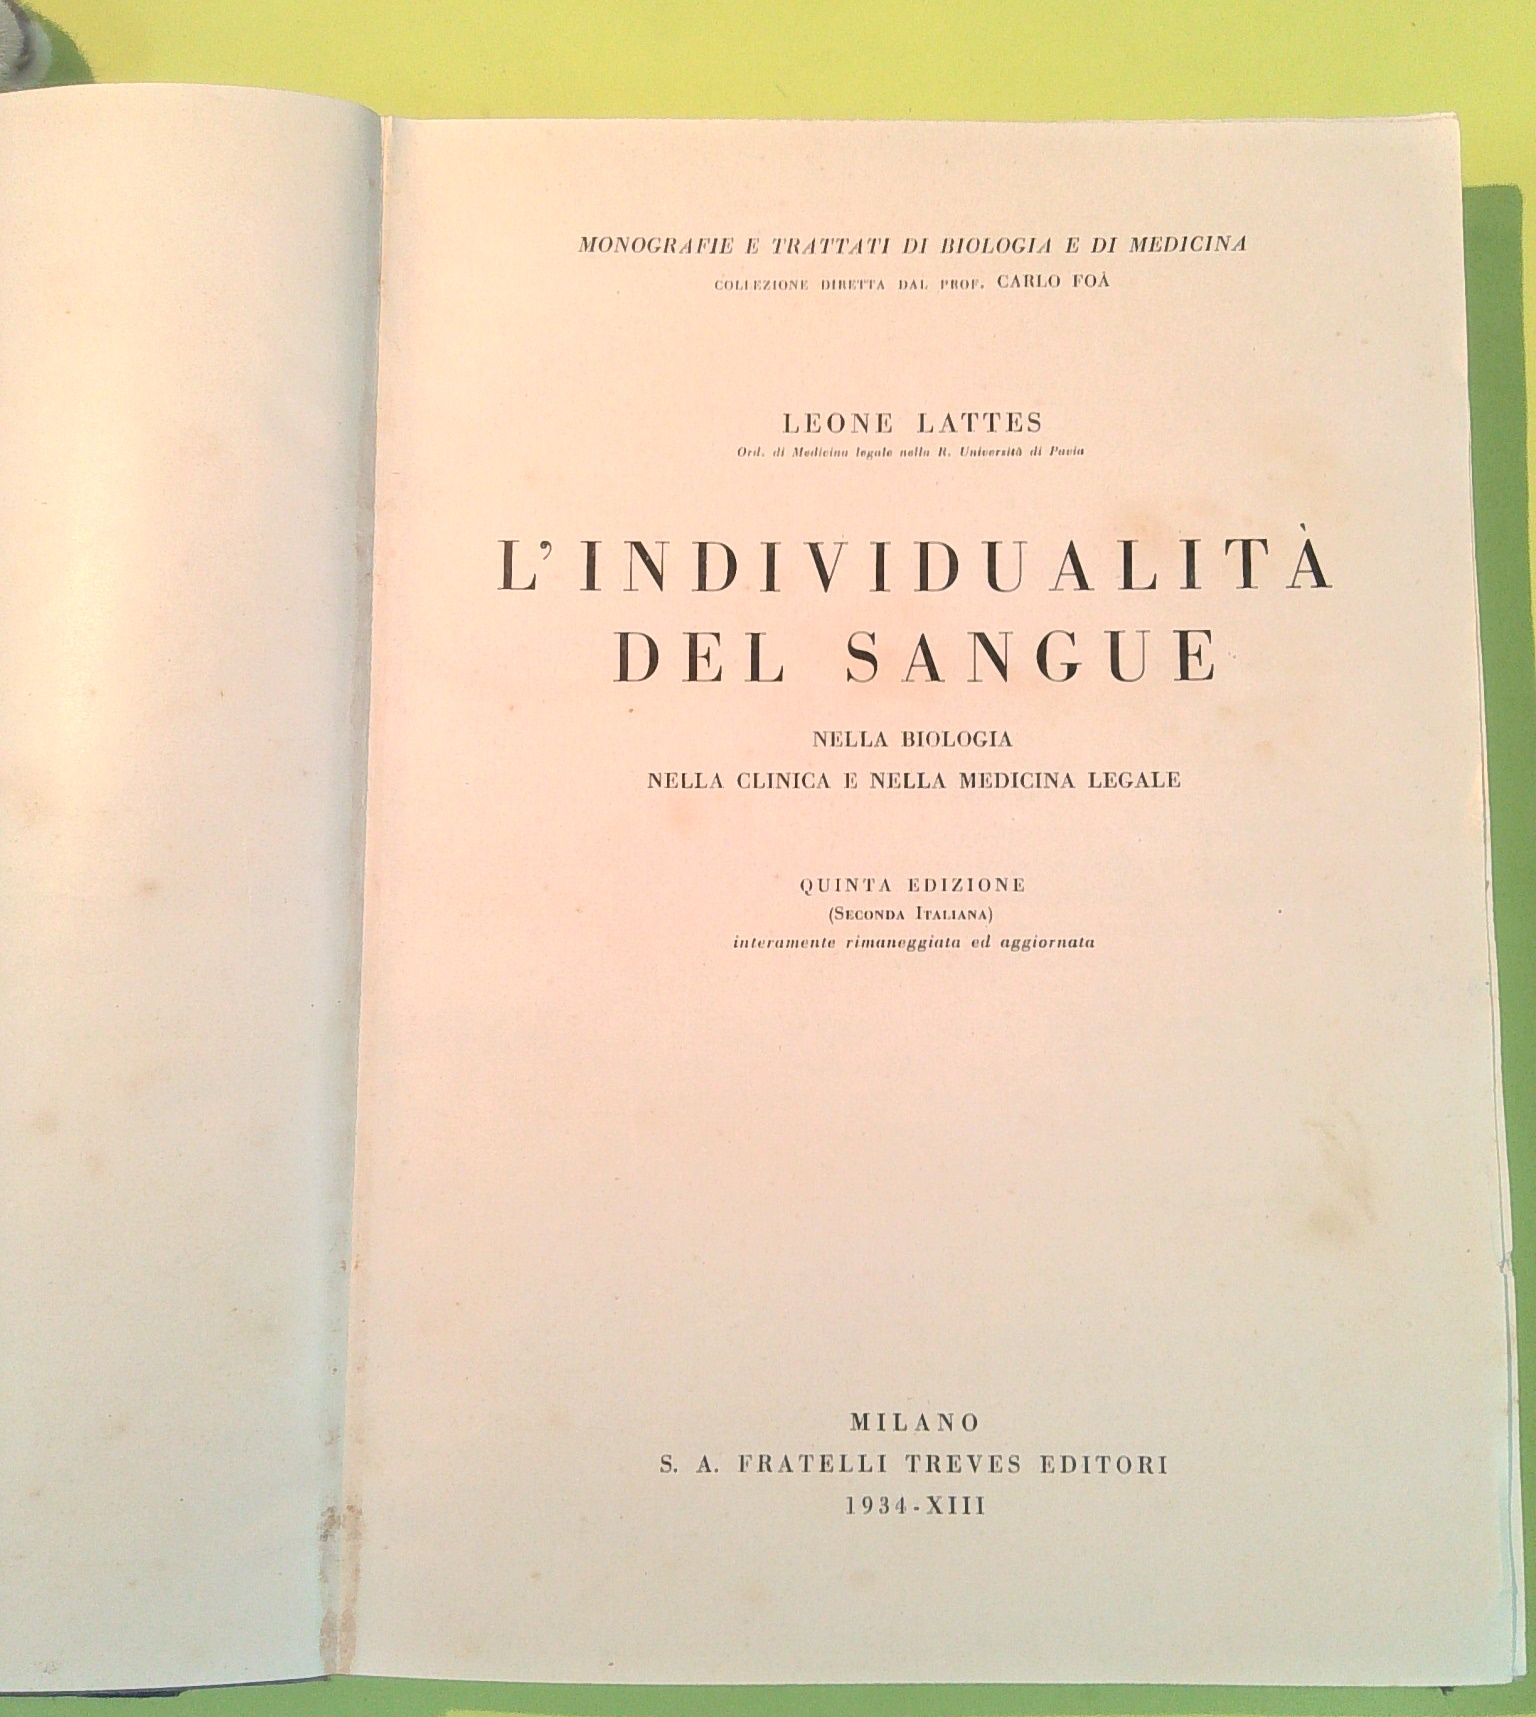 MONOGRAFIE E TRATTATI DI BIOLOGIA E DI MEDICINA
COLLEZIONE DIRETTA DAL PROF. CARLO FOÀ
LEONE LATTES
Ord. di Medicina legale nella R. Università di Pavia
L'INDIVIDUALITÀ
DEL SANGUE
NELLA BIOLOGIA
NELLA CLINICA E NELLA MEDICINA LEGALE
QUINTA EDIZIONE
(SECONDA ITALIANA)
interamente rimaneggiata ed aggiornata
MILANO
S. A. FRATELLI TREVES EDITORI
1934-XIII